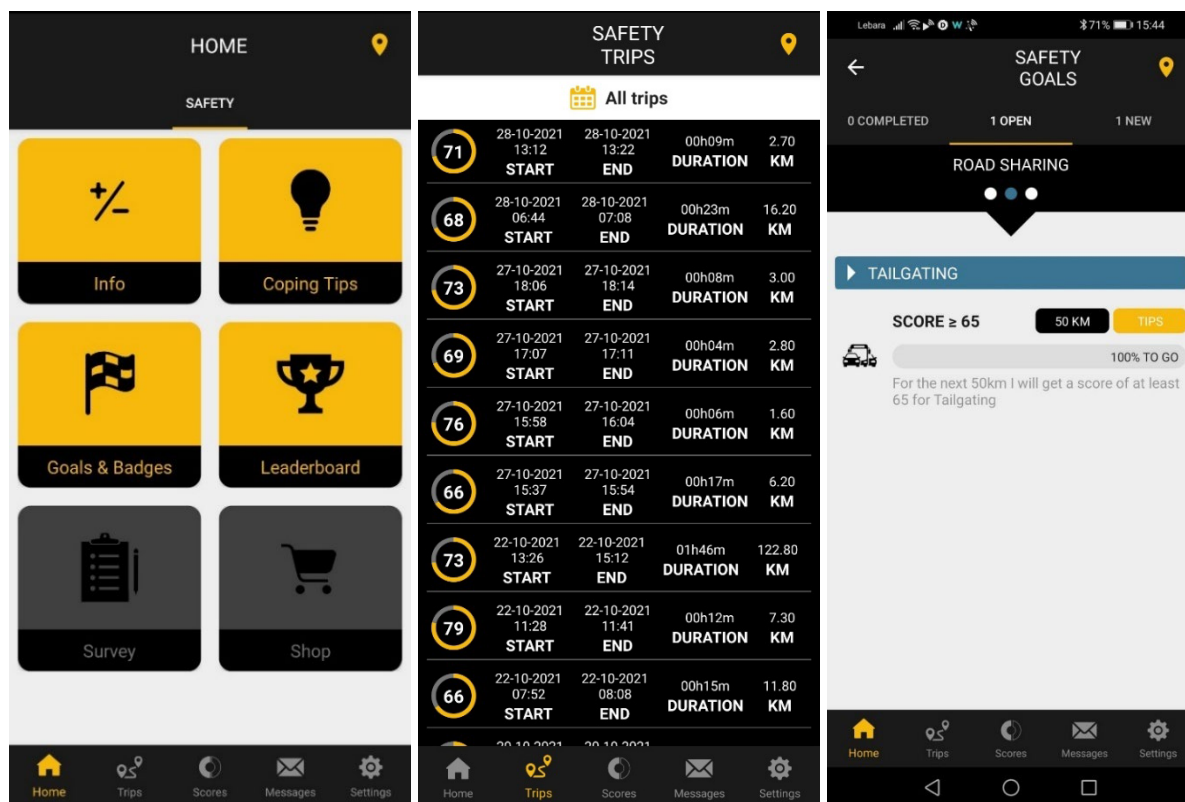 HOME
SAFETY
+/-
Info
Coping Tips
Goals & Badges
Leaderboard
Survey
Shop
Home Trips Scores Messages Settings
SAFETY
TRIPS
All trips
71 28-10-2021 28-10-2021 00h09m 2.70
13:12 13:22 DURATION KM
START END
68 28-10-2021 28-10-2021 00h23m 16.20
06:44 07:08 DURATION KM
START END
73 27-10-2021 27-10-2021 00h08m 3.00
18:06 18:14 DURATION KM
START END
69 27-10-2021 27-10-2021 00h04m 2.80
17:07 17:11 DURATION KM
START END
76 27-10-2021 27-10-2021 00h06m 1.60
15:58 16:04 DURATION KM
START END
66 27-10-2021 27-10-2021 00h17m 6.20
15:37 15:54 DURATION KM
START END
73 22-10-2021 22-10-2021 01h46m 122.80
13:26 15:12 DURATION KM
START END
79 22-10-2021 22-10-2021 00h12m 7.30
11:28 11:41 DURATION KM
START END
66 22-10-2021 22-10-2021 00h15m 11.80
07:52 08:08 DURATION KM
START END
Home Trips Scores Messages Settings
Lebara 71% 15:44
SAFETY
GOALS
0 COMPLETED 1 OPEN 1 NEW
ROAD SHARING
TAILGATING
SCORE ≥ 65 50 KM TIPS
100% TO GO
For the next 50km I will get a score of at least
65 for Tailgating
Home Trips Scores Messages Settings